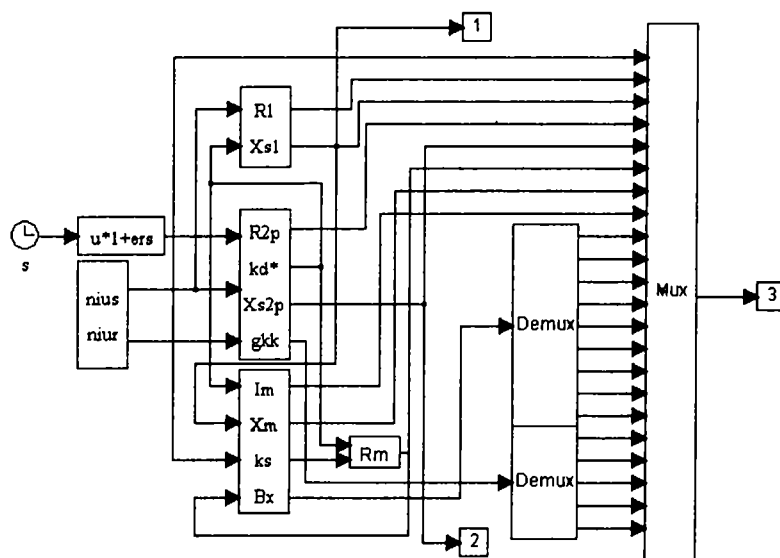 1
R1
Xs1
u*1+ers
s
nius
niur
R2p
kd*
Xs2p
gkk
Im
Xm
ks
Bx
Rm
Demux
Demux
Mux
3
2